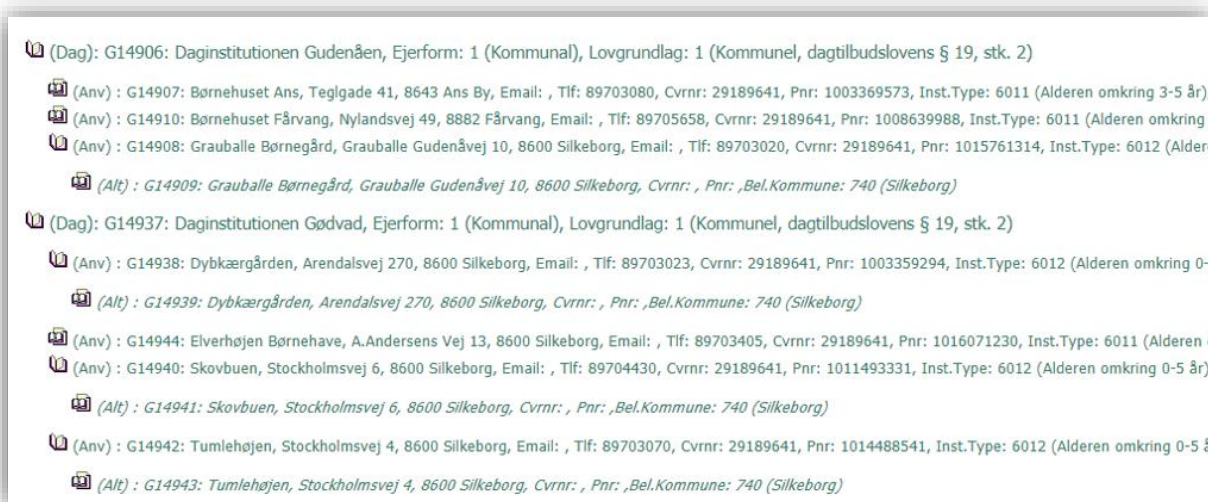 (Dag): G14906: Daginstitutionen Gudenåen, Ejerform: 1 (Kommunal), Lovgrundlag: 1 (Kommunel, dagtilbudslovens § 19, stk. 2)
(Anv) : G14907: Børnehuset Ans, Teglgade 41, 8643 Ans By, Email: , Tlf: 89703080, Cvrnr: 29189641, Pnr: 1003369573, Inst.Type: 6011 (Alderen omkring 3-5 år)
(Anv) : G14910: Børnehuset Fårvang, Nylandsvej 49, 8882 Fårvang, Email: , Tlf: 89705658, Cvrnr: 29189641, Pnr: 1008639988, Inst.Type: 6011 (Alderen omkring
(Anv) : G14908: Grauballe Børnegård, Grauballe Gudenåvej 10, 8600 Silkeborg, Email: , Tlf: 89703020, Cvrnr: 29189641, Pnr: 1015761314, Inst.Type: 6012 (Alder
(Alt) : G14909: Grauballe Børnegård, Grauballe Gudenåvej 10, 8600 Silkeborg, Cvrnr: , Pnr: ,Bel.Kommune: 740 (Silkeborg)
(Dag): G14937: Daginstitutionen Gødvad, Ejerform: 1 (Kommunal), Lovgrundlag: 1 (Kommunel, dagtilbudslovens § 19, stk. 2)
(Anv) : G14938: Dybkærgården, Arendalsvej 270, 8600 Silkeborg, Email: , Tlf: 89703023, Cvrnr: 29189641, Pnr: 1003359294, Inst.Type: 6012 (Alderen omkring 0-
(Alt) : G14939: Dybkærgården, Arendalsvej 270, 8600 Silkeborg, Cvrnr: , Pnr: ,Bel.Kommune: 740 (Silkeborg)
(Anv) : G14944: Elverhøjen Børnehave, A.Andersens Vej 13, 8600 Silkeborg, Email: , Tlf: 89703405, Cvrnr: 29189641, Pnr: 1016071230, Inst.Type: 6011 (Alderen
(Anv) : G14940: Skovbuen, Stockholmsvej 6, 8600 Silkeborg, Email: , Tlf: 89704430, Cvrnr: 29189641, Pnr: 1011493331, Inst.Type: 6012 (Alderen omkring 0-5 år)
(Alt) : G14941: Skovbuen, Stockholmsvej 6, 8600 Silkeborg, Cvrnr: , Pnr: ,Bel.Kommune: 740 (Silkeborg)
(Anv) : G14942: Tumlehøjen, Stockholmsvej 4, 8600 Silkeborg, Email: , Tlf: 89703070, Cvrnr: 29189641, Pnr: 1014488541, Inst.Type: 6012 (Alderen omkring 0-5 å
(Alt) : G14943: Tumlehøjen, Stockholmsvej 4, 8600 Silkeborg, Cvrnr: , Pnr: ,Bel.Kommune: 740 (Silkeborg)